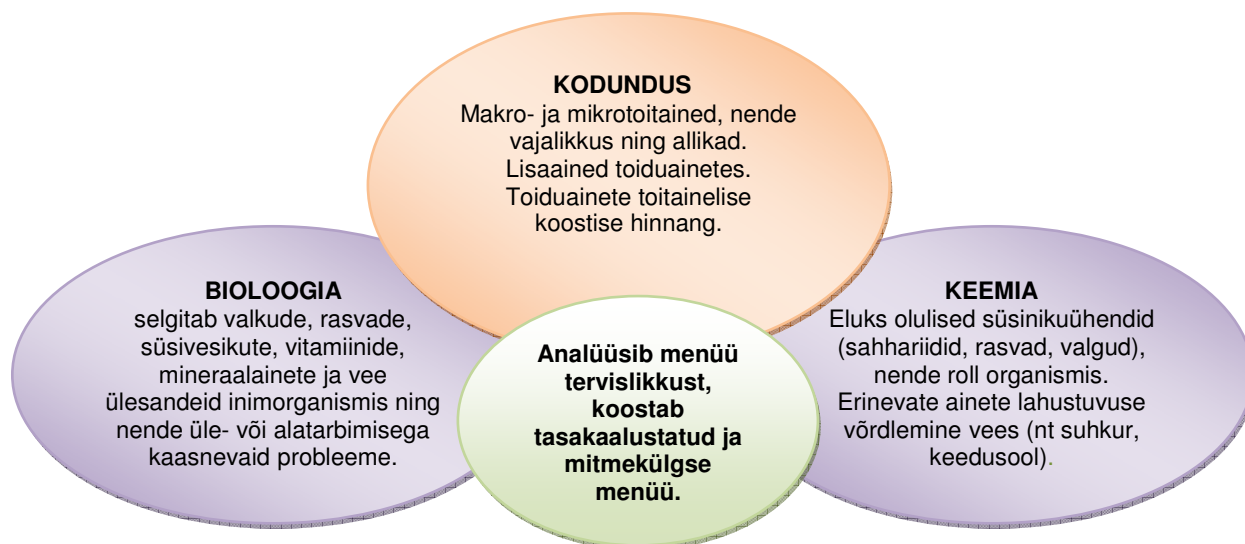 KODUNDUS
Makro- ja mikrotoitained, nende
vajalikkus ning allikad.
Lisaained toiduainetes.
Toiduainete toitainelise
koostise hinnang.
BIOLOOGIA
selgitab valkude, rasvade,
süsivesikute, vitamiinide,
mineraalainete ja vee
ülesandeid inimorganismis ning
nende üle- või alatarbimisega
kaasnevaid probleeme.
Analüüsib menüü
tervislikkust,
koostab
tasakaalustatud ja
mitmekülgse
menüü.
KEEMIA
Eluks olulised süsinikuühendid
(sahhariidid, rasvad, valgud),
nende roll organismis.
Erinevate ainete lahustuvuse
võrdlemine vees (nt suhkur,
keedusool).